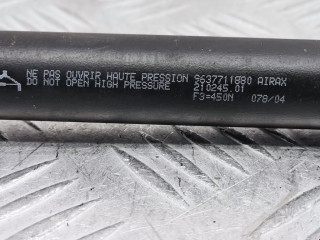 NE PAS OUVRIR HAUTE PRESSION 9637711880 AIRAX
DO NOT OPEN HIGH PRESSURE 210245.01
F3=450N 078/04